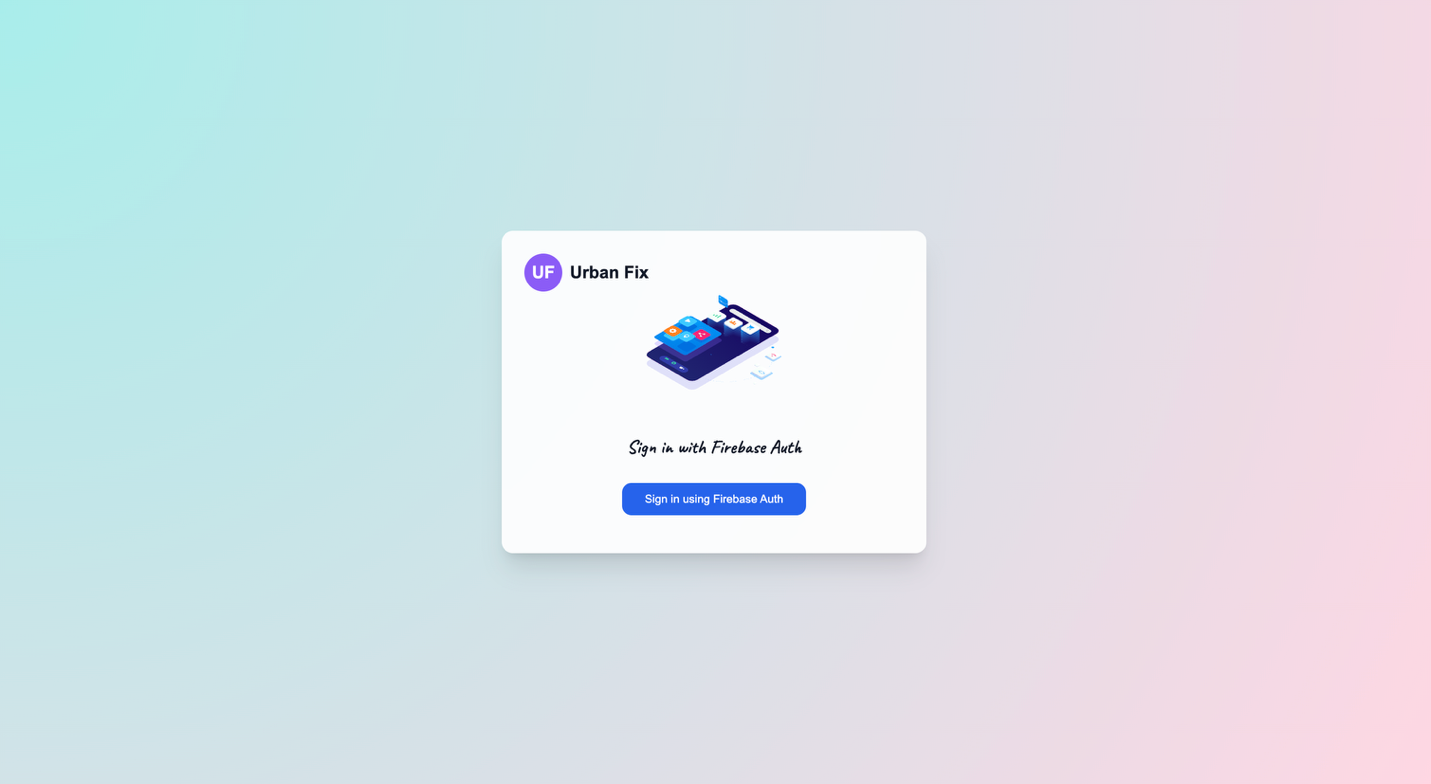 UF Urban Fix
Sign in with Firebase Auth
Sign in using Firebase Auth